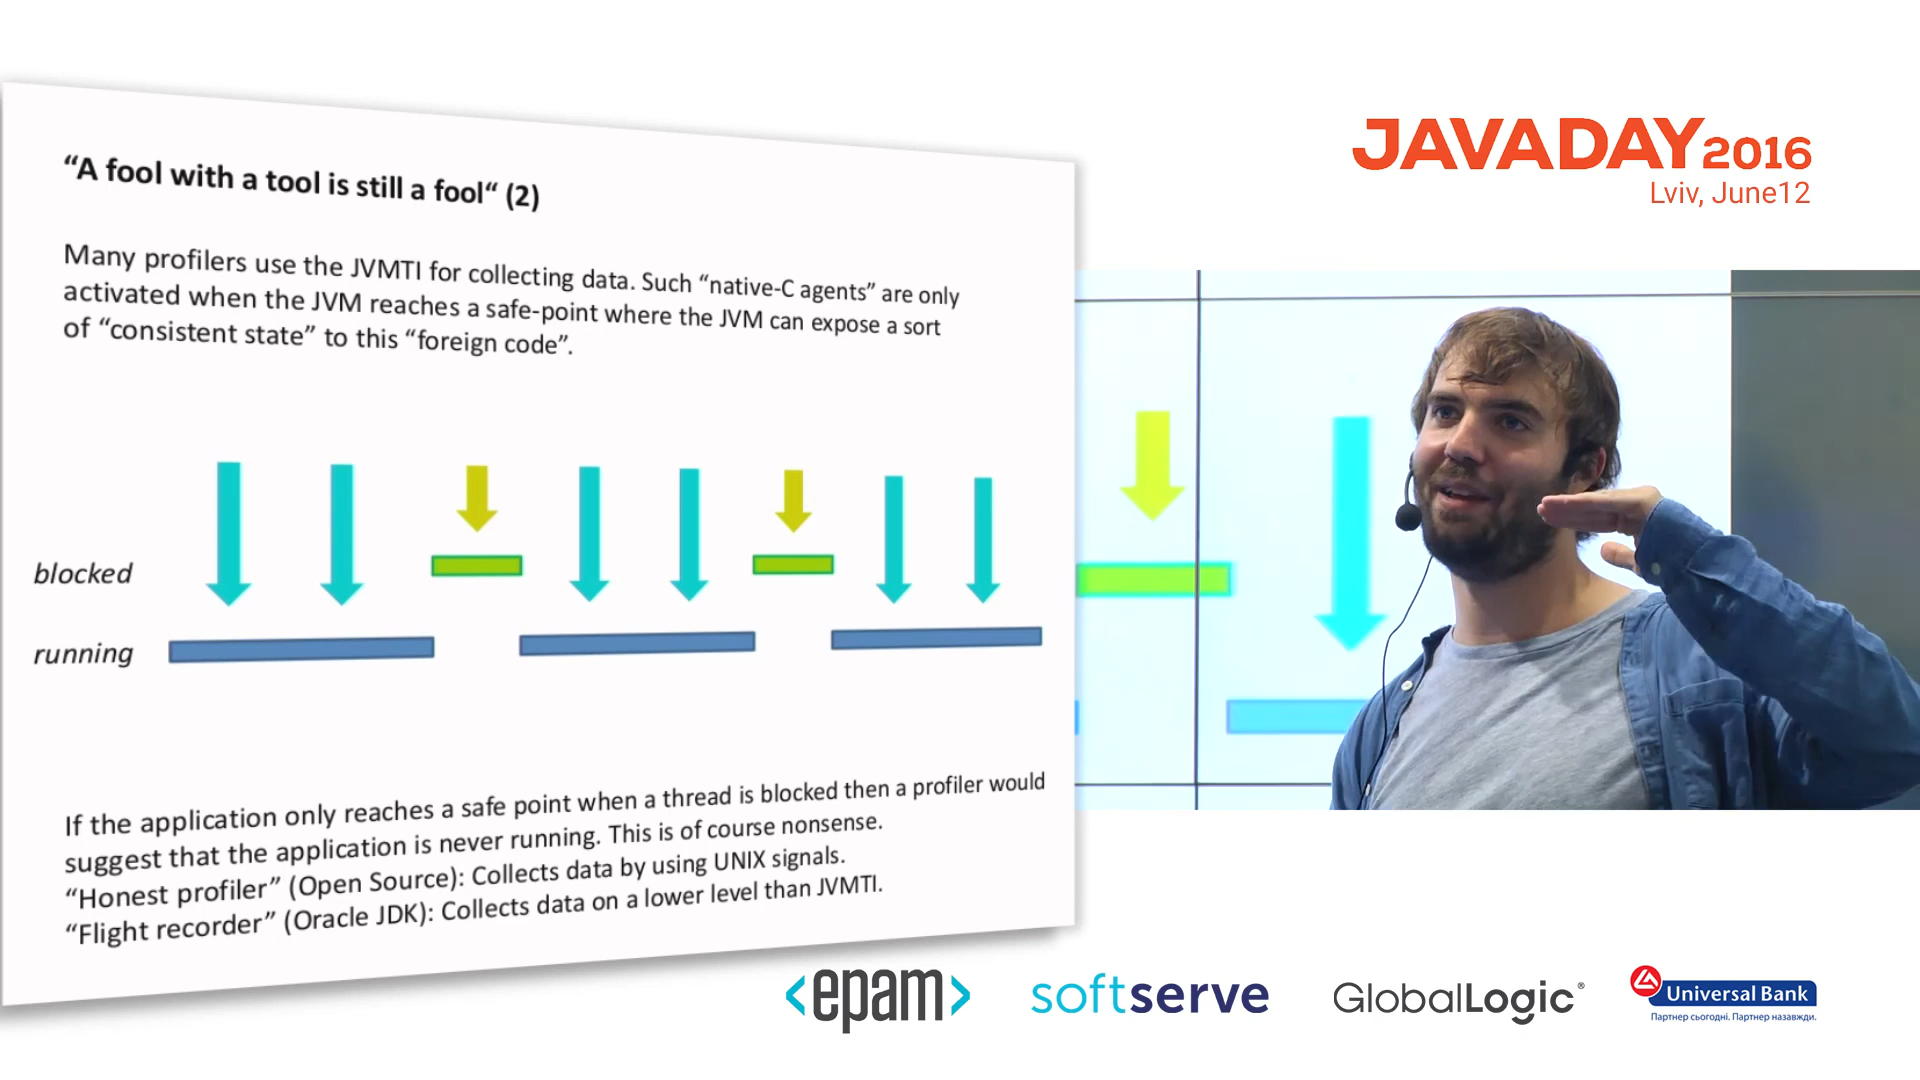 “A fool with a tool is still a fool“ (2)
Many profilers use the JVMTI for collecting data. Such “native-C agents” are only
activated when the JVM reaches a safe-point where the JVM can expose a sort
of “consistent state” to this “foreign code”.
blocked
running
If the application only reaches a safe point when a thread is blocked then a profiler would
suggest that the application is never running. This is of course nonsense.
“Honest profiler” (Open Source): Collects data by using UNIX signals.
“Flight recorder” (Oracle JDK): Collects data on a lower level than JVMTI.
JAVADAY2016
Lviv, June12
<epam>
softserve
GlobalLogic®
Universal Bank
Партнер сьогодні. Партнер назавжди.